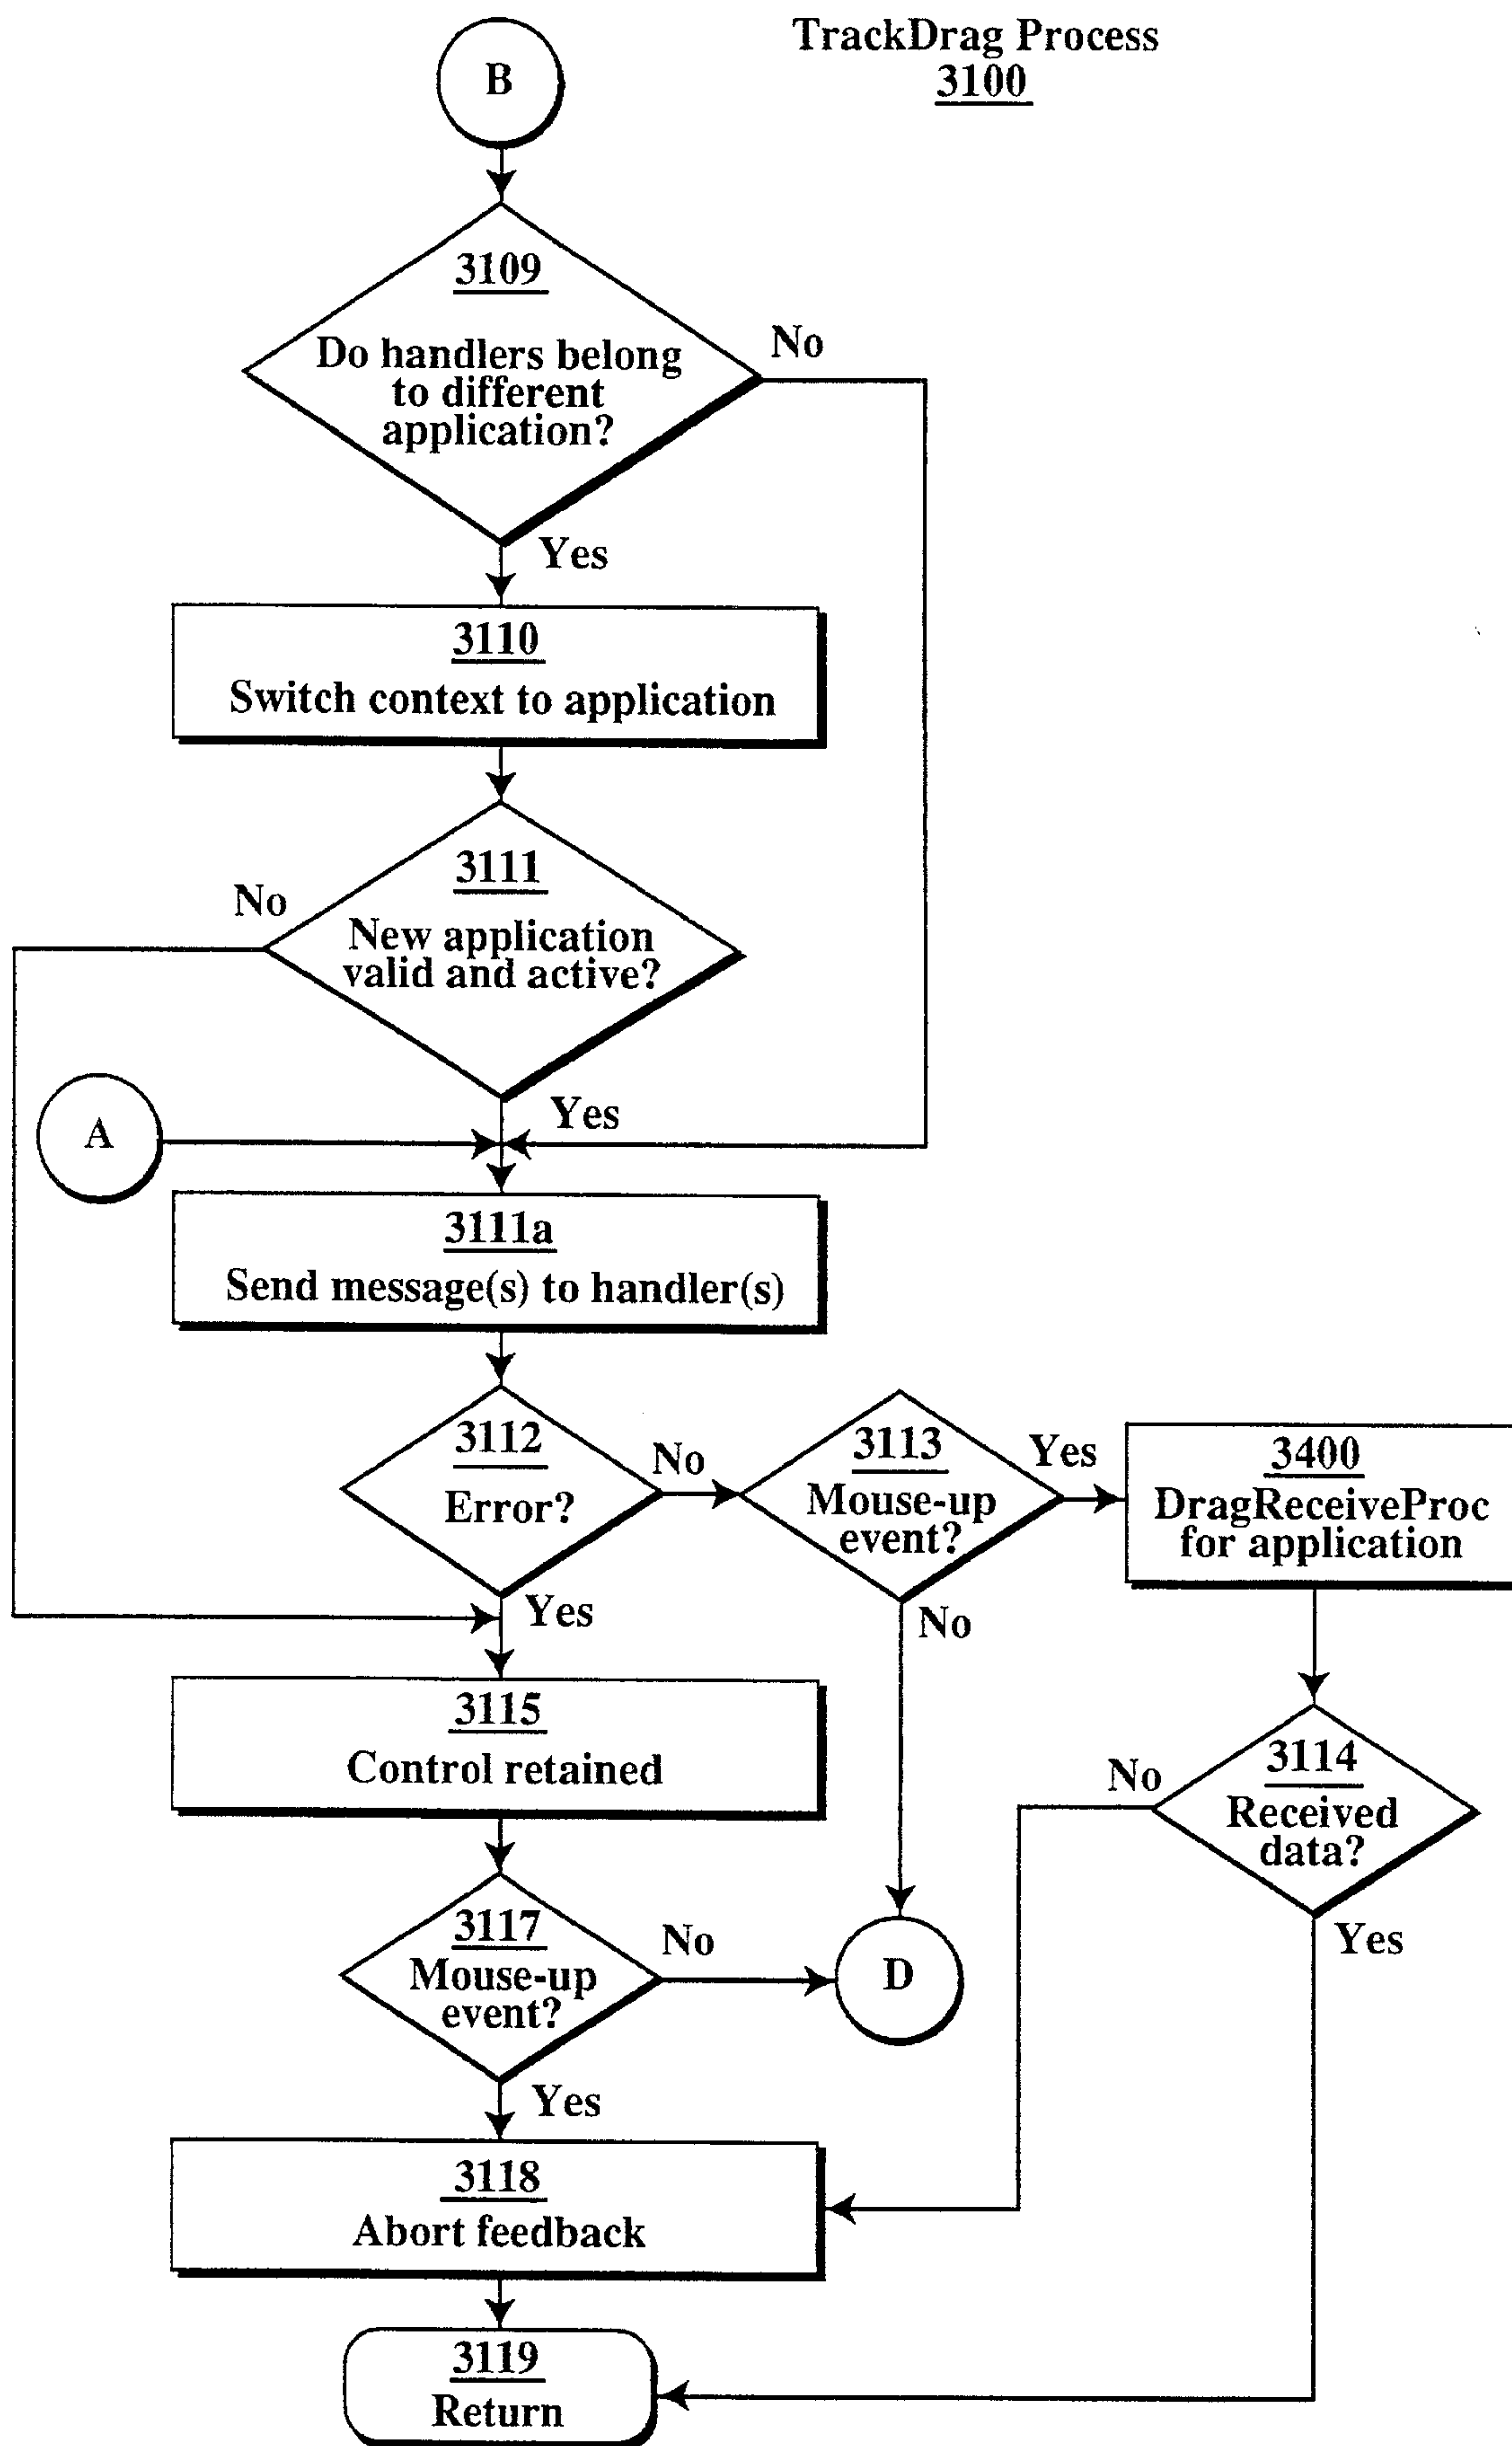 TrackDrag Process
3100
B
3109
Do handlers belong
to different
application?
No
Yes
3110
Switch context to application
3111
New application
valid and active?
No
Yes
A
3111a
Send message(s) to handler(s)
3112
Error?
No
Yes
3113
Mouse-up
event?
Yes
No
3400
DragReceiveProc
for application
3114
Received
data?
No
Yes
3115
Control retained
3117
Mouse-up
event?
No
Yes
D
3118
Abort feedback
3119
Return